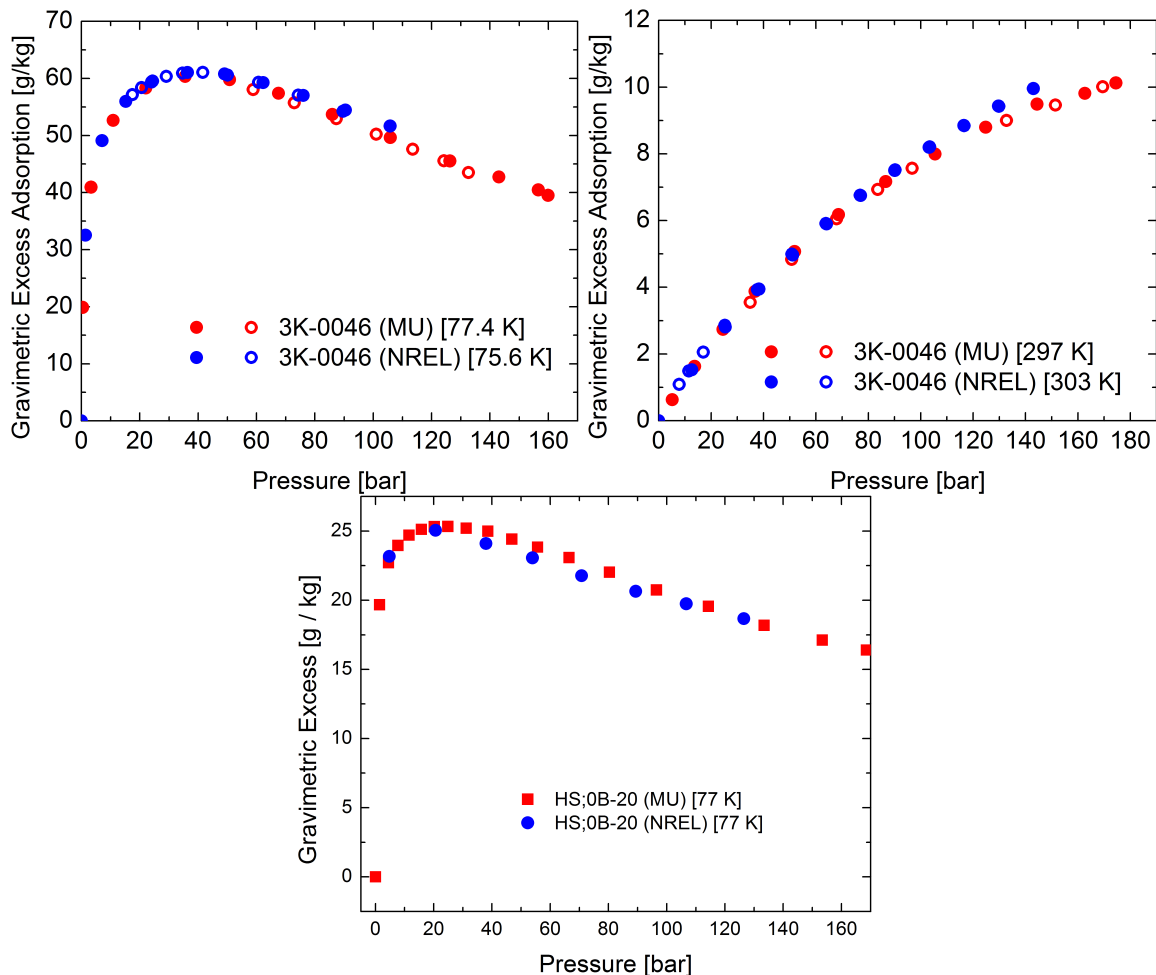 Gravimetric Excess Adsorption [g/kg]
70
60
50
40
30
20
10
0
3K-0046 (MU) [77.4 K]
3K-0046 (NREL) [75.6 K]
0 20 40 60 80 100 120 140 160
Pressure [bar]
Gravimetric Excess Adsorption [g/kg]
12
10
8
6
4
2
0
3K-0046 (MU) [297 K]
3K-0046 (NREL) [303 K]
0 20 40 60 80 100 120 140 160 180
Pressure [bar]
Gravimetric Excess [g / kg]
25
20
15
10
5
0
HS;0B-20 (MU) [77 K]
HS;0B-20 (NREL) [77 K]
0 20 40 60 80 100 120 140 160
Pressure [bar]